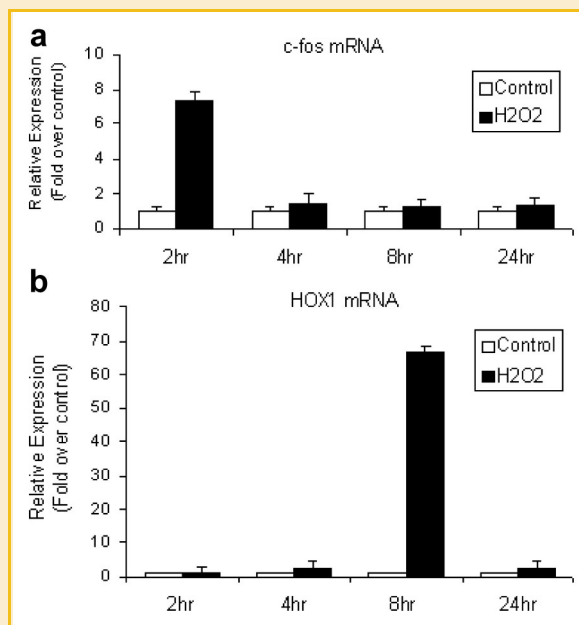 a
c-fos mRNA
10
8
6
4
2
0
Relative Expression
(Fold over control)
Control
H2O2
2hr 4hr 8hr 24hr
b
HOX1 mRNA
80
70
60
50
40
30
20
10
0
Relative Expression
(Fold over control)
Control
H2O2
2hr 4hr 8hr 24hr